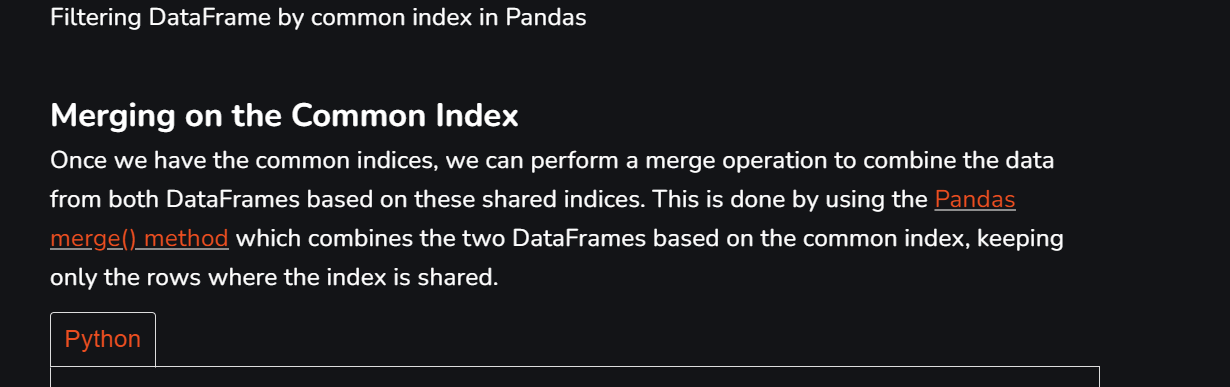 Filtering DataFrame by common index in Pandas
Merging on the Common Index
Once we have the common indices, we can perform a merge operation to combine the data
from both DataFrames based on these shared indices. This is done by using the Pandas
merge() method which combines the two DataFrames based on the common index, keeping
only the rows where the index is shared.
Python